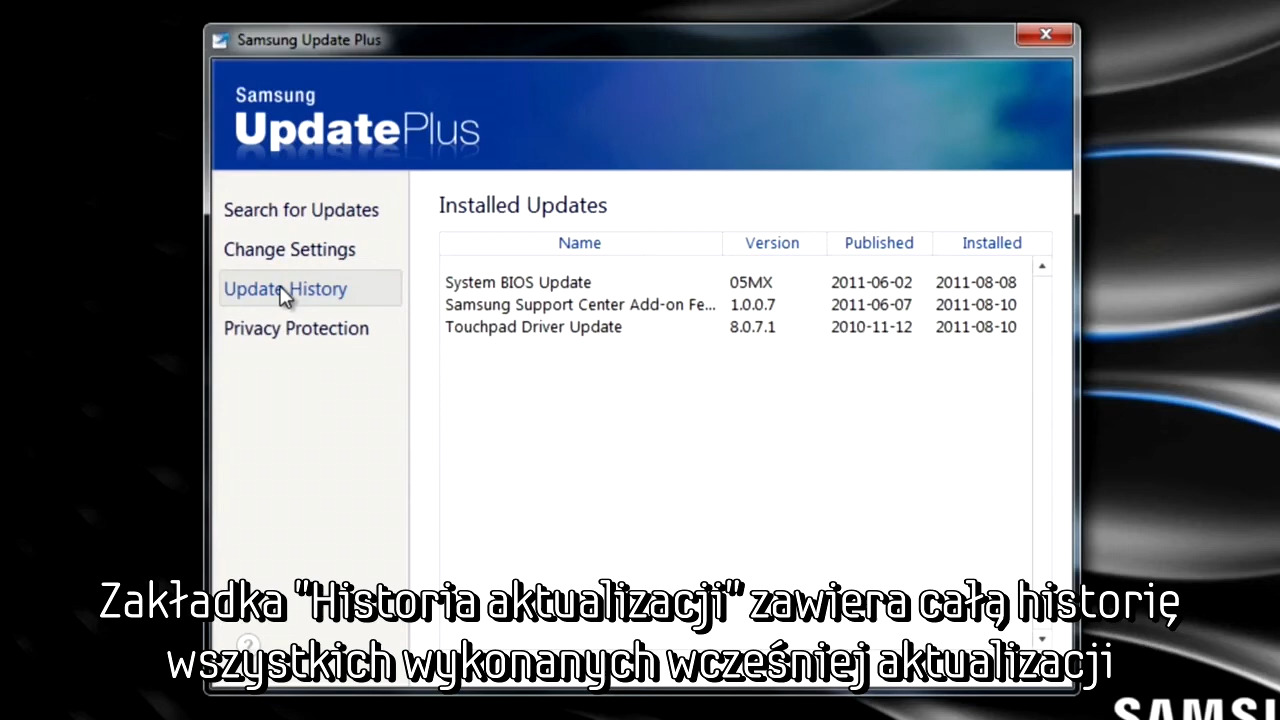 Samsung Update Plus
Samsung
UpdatePlus
Search for Updates
Change Settings
Update History
Privacy Protection
Installed Updates
Name Version Published Installed
System BIOS Update 05MX 2011-06-02 2011-08-08
Samsung Support Center Add-on Fe... 1.0.0.7 2011-06-07 2011-08-10
Touchpad Driver Update 8.0.7.1 2010-11-12 2011-08-10
?
Zakładka "Historia aktualizacji" zawiera całą historię
wszystkich wykonanych wcześniej aktualizacji
SAMSU